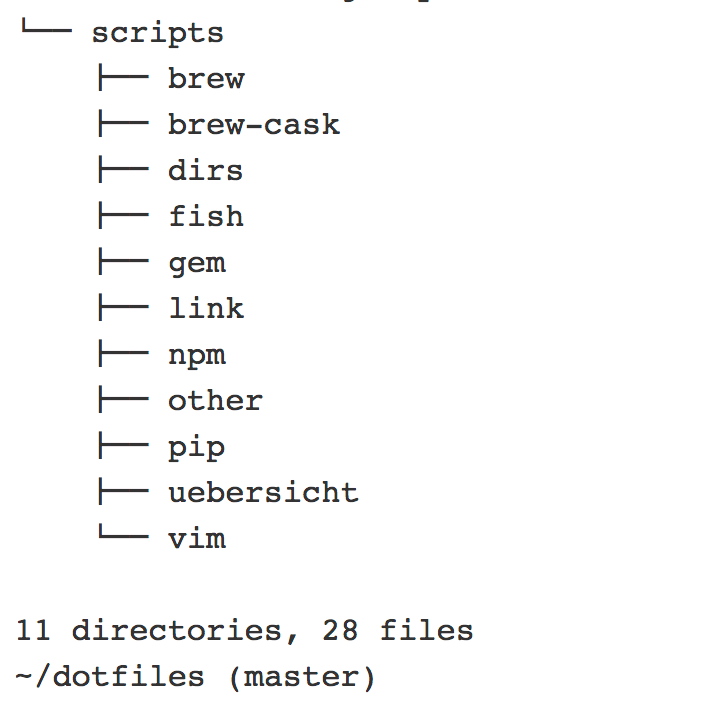 └── scripts
    ├── brew
    ├── brew-cask
    ├── dirs
    ├── fish
    ├── gem
    ├── link
    ├── npm
    ├── other
    ├── pip
    ├── uebersicht
    └── vim
11 directories, 28 files
~/dotfiles (master)